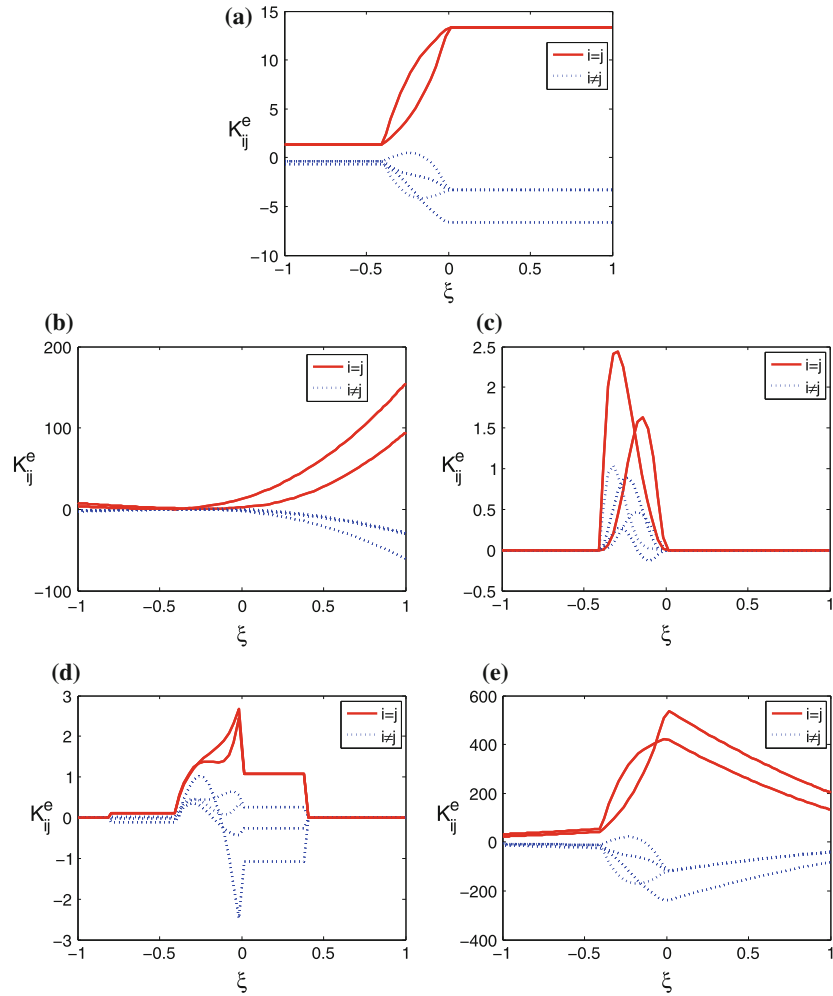 (a)
15
10
5
0
−5
−10
K^e_ij
−1
−0.5
0
0.5
1
ξ
i=j
i≠j
(b)
200
100
0
−100
K^e_ij
−1
−0.5
0
0.5
1
ξ
i=j
i≠j
(c)
2.5
2
1.5
1
0.5
0
−0.5
K^e_ij
−1
−0.5
0
0.5
1
ξ
i=j
i≠j
(d)
3
2
1
0
−1
−2
−3
K^e_ij
−1
−0.5
0
0.5
1
ξ
i=j
i≠j
(e)
600
400
200
0
−200
−400
K^e_ij
−1
−0.5
0
0.5
1
ξ
i=j
i≠j